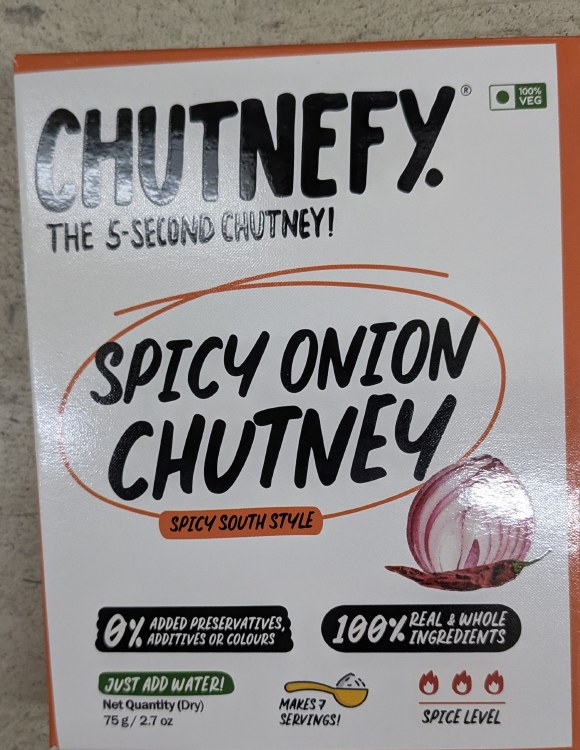 CHUTNEFY.®
100%
VEG
THE 5-SECOND CHUTNEY!
SPICY ONION
CHUTNEY
SPICY SOUTH STYLE
0% ADDED PRESERVATIVES,
ADDITIVES OR COLOURS
100% REAL & WHOLE
INGREDIENTS
JUST ADD WATER!
Net Quantity (Dry)
75 g / 2.7 oz
MAKES 7
SERVINGS!
SPICE LEVEL